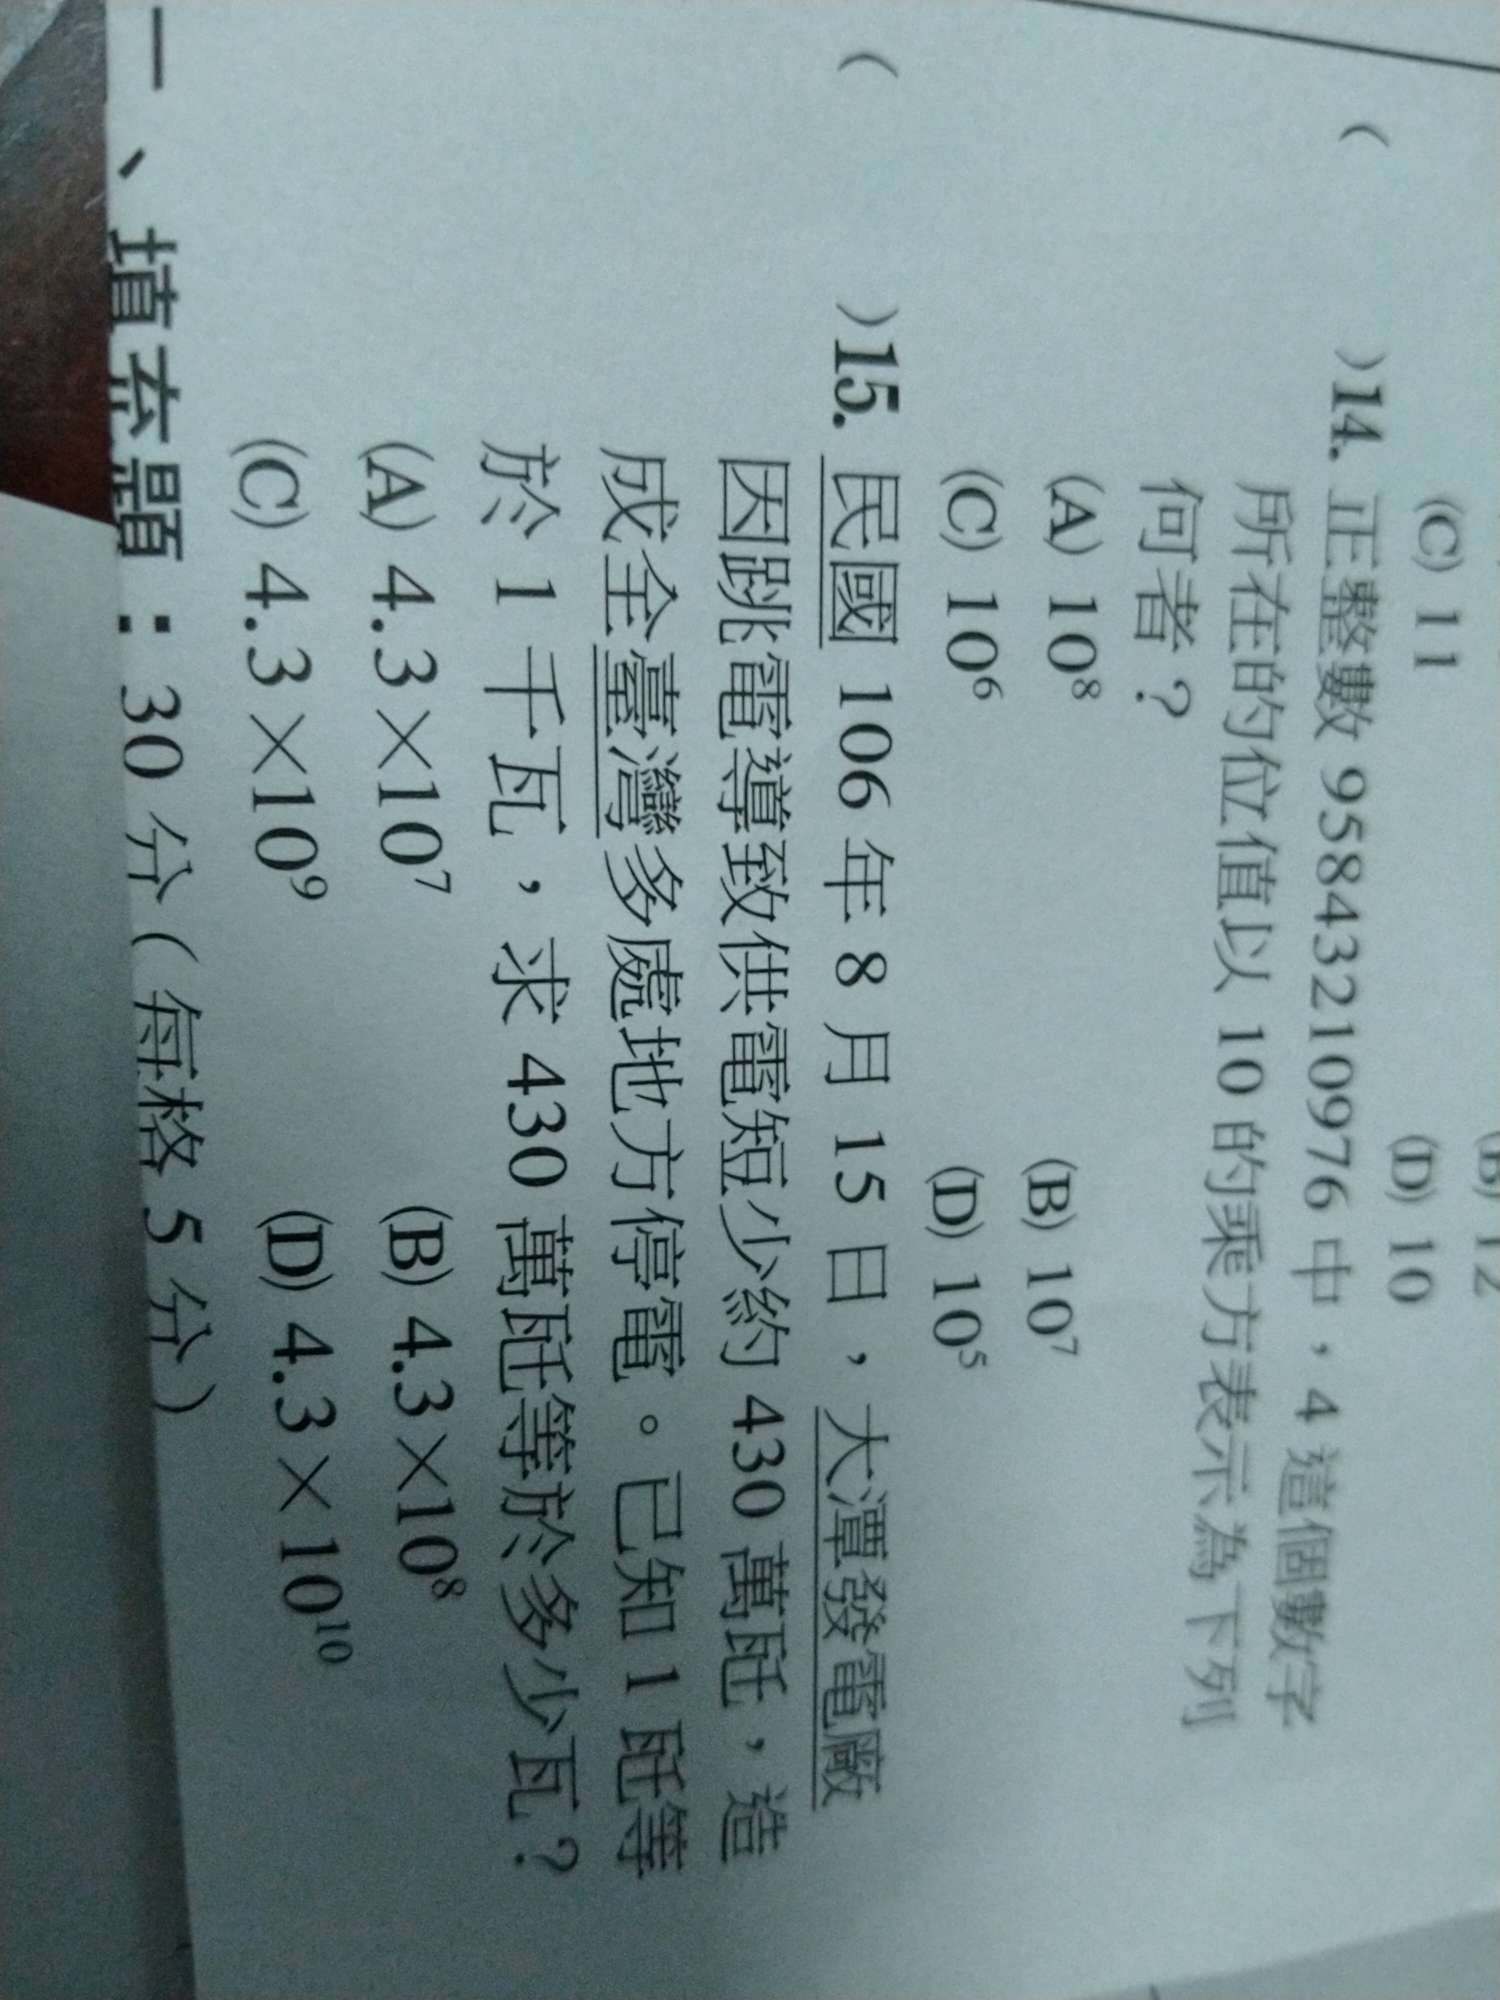 (B) 12
(C) 11 (D) 10
( )14. 正整數 95843210976 中，4 這個數字
所在的位值以 10 的乘方表示為下列
何者？
(A) 10⁸ (B) 10⁷
(C) 10⁶ (D) 10⁵
( )15. 民國 106 年 8 月 15 日，大潭發電廠
因跳電導致供電短少約 430 萬瓩，造
成全臺灣多處地方停電。已知 1 瓩等
於 1 千瓦，求 430 萬瓩等於多少瓦？
(A) 4.3×10⁷ (B) 4.3×10⁸
(C) 4.3×10⁹ (D) 4.3×10¹⁰
一、填充題：30 分（每格 5 分）